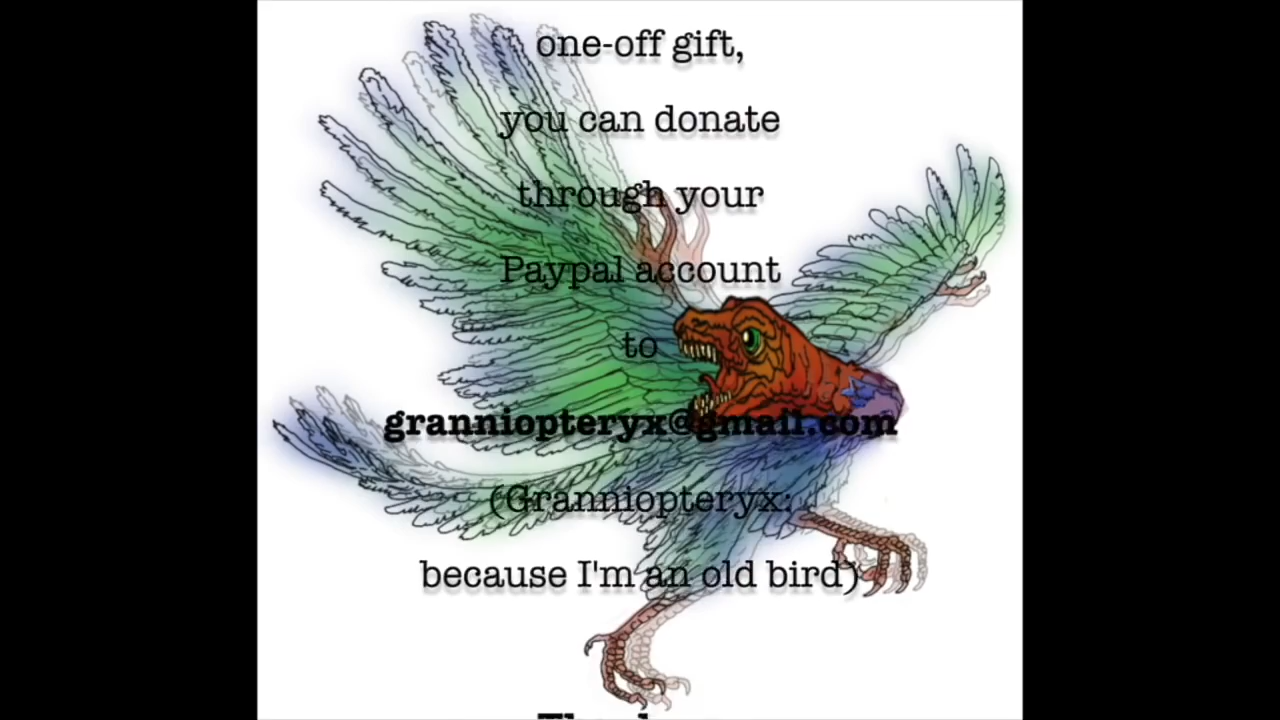 one-off gift,
you can donate
through your
Paypal account
to
granniopteryx@gmail.com
(Granniopteryx:
because I'm an old bird)